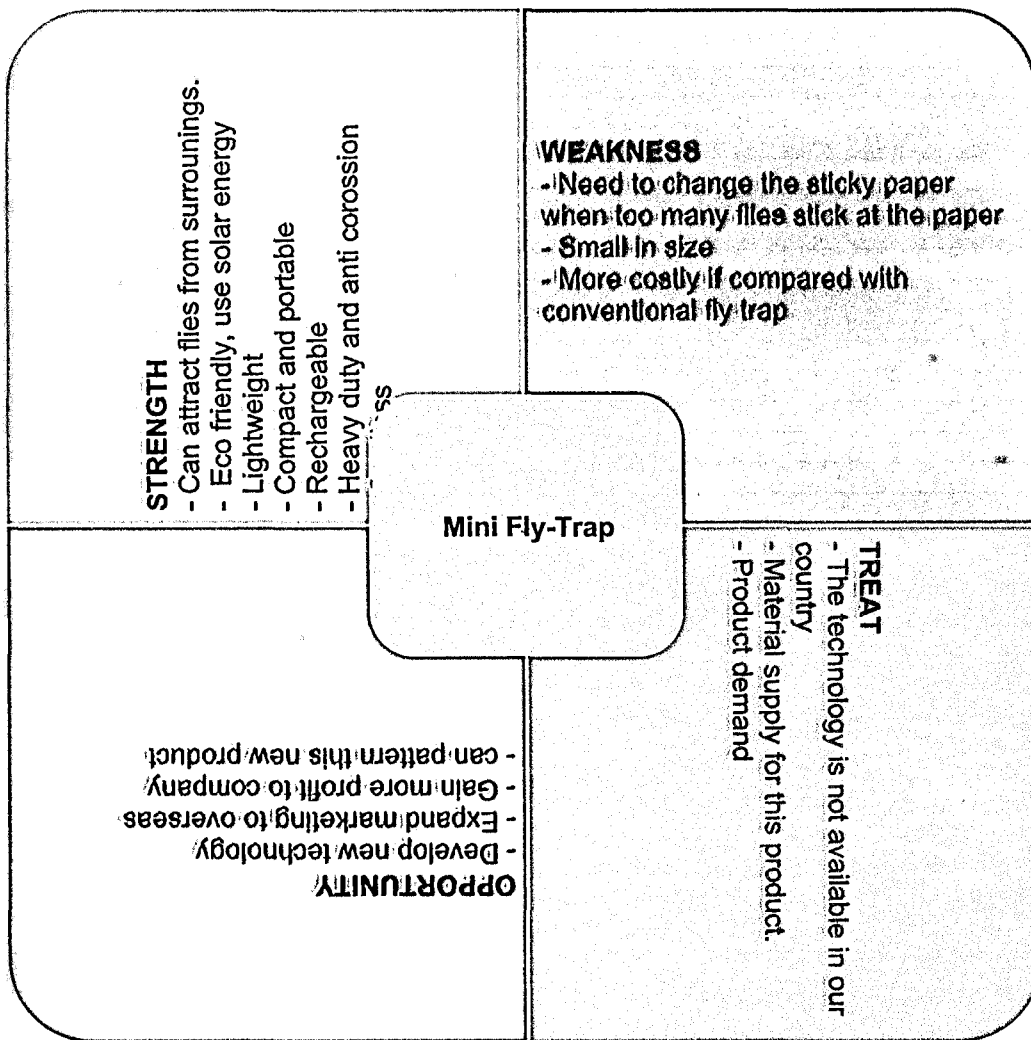 STRENGTH
- Can attract flies from surrounings.
- Eco friendly, use solar energy
- Lightweight
- Compact and portable
- Rechargeable
- Heavy duty and anti corossion
WEAKNESS
- Need to change the sticky paper
when too many flies stick at the paper
- Small in size
- More costly if compared with
conventional fly trap
Mini Fly-Trap
OPPORTUNITY
- Develop new technology
- Expand marketing to overseas
- Gain more profit to company
- can pattern this new product
TREAT
- The technology is not available in our
country
- Material supply for this product.
- Product demand